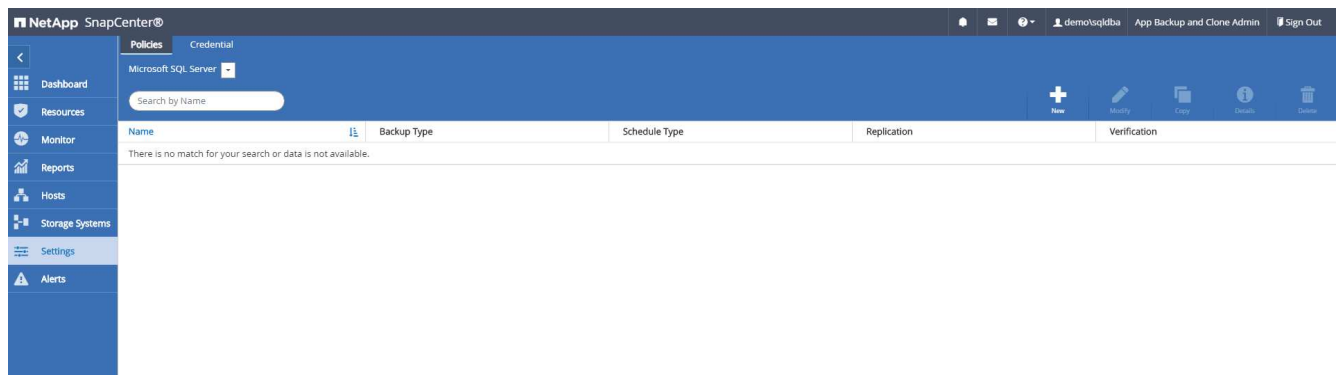 NetApp SnapCenter®
demo\sqldba App Backup and Clone Admin Sign Out
Policies Credential
Microsoft SQL Server
Search by Name
New Modify Copy Details Delete
Dashboard
Resources
Monitor
Reports
Hosts
Storage Systems
Settings
Alerts
Name Backup Type Schedule Type Replication Verification
There is no match for your search or data is not available.